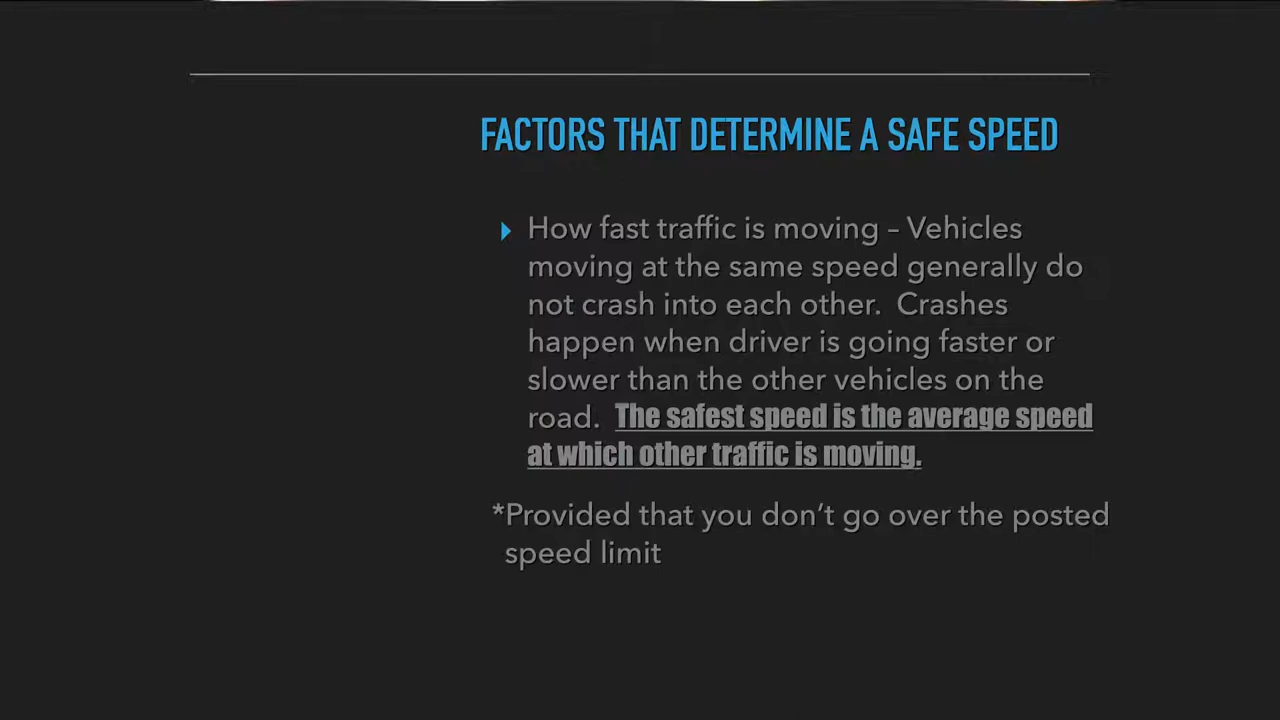 FACTORS THAT DETERMINE A SAFE SPEED
How fast traffic is moving – Vehicles
moving at the same speed generally do
not crash into each other.  Crashes
happen when driver is going faster or
slower than the other vehicles on the
road.  The safest speed is the average speed
at which other traffic is moving.
*Provided that you don’t go over the posted
speed limit